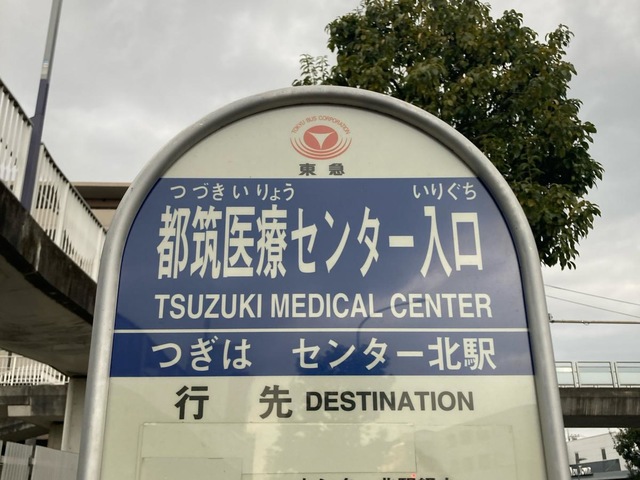 TOKYU BUS CORPORATION
東急
つづきいりょう いりぐち
都筑医療センター入口
TSUZUKI MEDICAL CENTER
つぎは センター北駅
行 先 DESTINATION